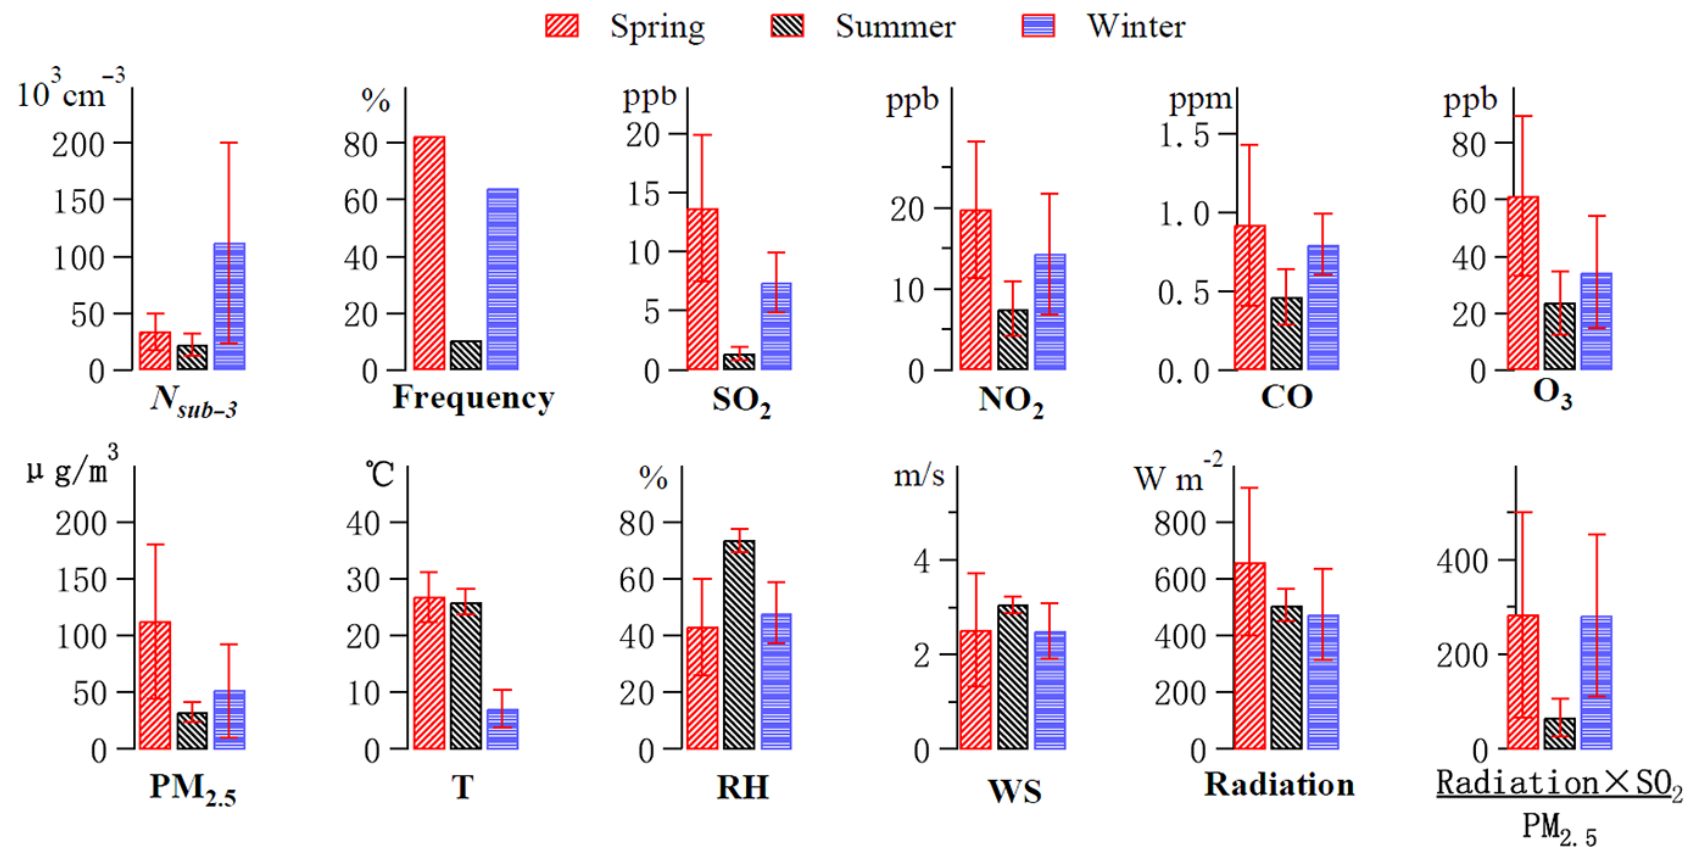 Spring Summer Winter
10³cm⁻³ % ppb ppb ppm ppb
200 150 100 50 0
80 60 40 20 0
20 15 10 5 0
20 10 0
1.5 1.0 0.5 0.0
80 60 40 20 0
N_sub-3 Frequency SO₂ NO₂ CO O₃
μg/m³ ℃ % m/s W m⁻²
200 150 100 50 0
40 30 20 10 0
80 60 40 20 0
4 2 0
800 600 400 200 0
400 200 0
PM₂.₅ T RH WS Radiation Radiation×SO₂
PM₂.₅